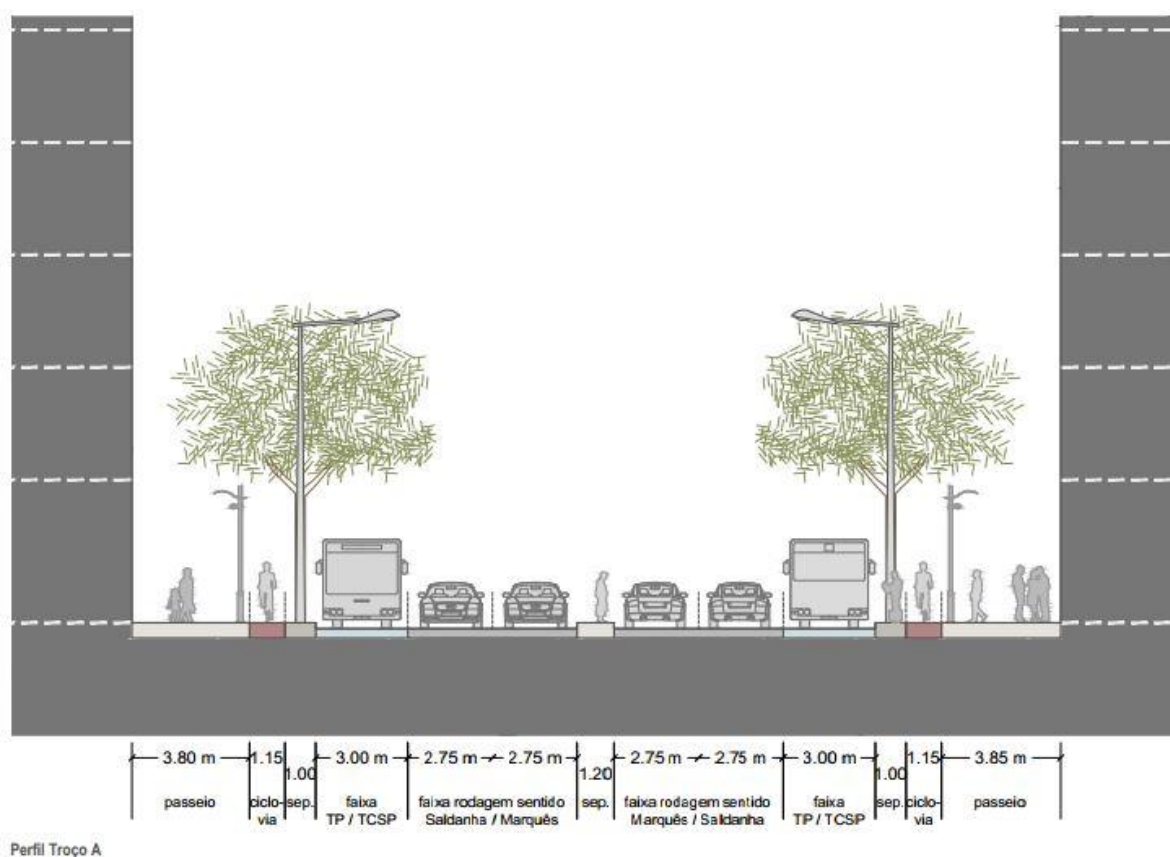 3.80 m 1.15 1.00 3.00 m 2.75 m 2.75 m 1.20 2.75 m 2.75 m 3.00 m 1.00 1.15 3.85 m
passeio ciclo- sep. faixa faixa rodagem sentido sep. faixa rodagem sentido faixa sep. ciclo- passeio
via TP / TCSP Saldanha / Marquês Marquês / Saldanha TP / TCSP via
Perfil Troço A